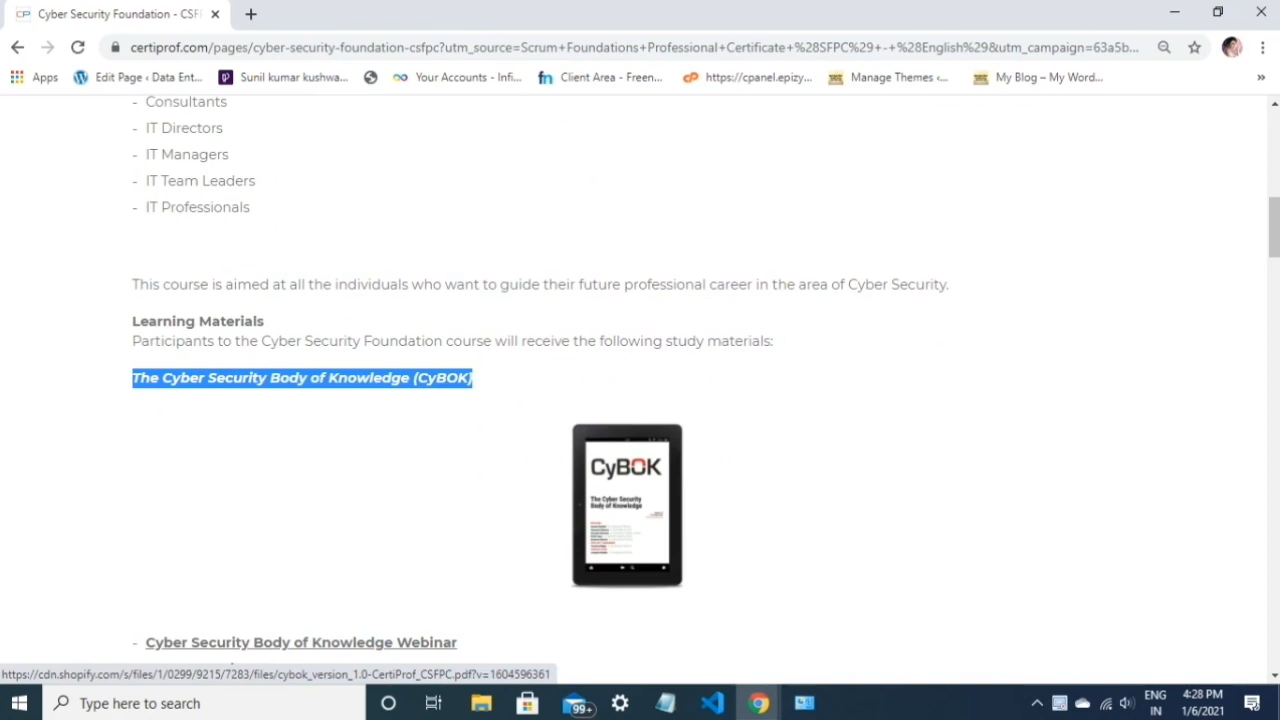 Cyber Security Foundation - CSF
certiprof.com/pages/cyber-security-foundation-csfpc?utm_source=Scrum+Foundations+Professional+Certificate+%28SFPC%29+-+%28English%29&utm_campaign=63a5b...
Apps Edit Page ‹ Data Ent... Sunil kumar kushwa... Your Accounts - Infi... Client Area - Freen... https://cpanel.epizy... Manage Themes ‹... My Blog – My Word... »
- Consultants
- IT Directors
- IT Managers
- IT Team Leaders
- IT Professionals
This course is aimed at all the individuals who want to guide their future professional career in the area of Cyber Security.
Learning Materials
Participants to the Cyber Security Foundation course will receive the following study materials:
The Cyber Security Body of Knowledge (CyBOK)
CyBOK
The Cyber Security
Body of Knowledge
- Cyber Security Body of Knowledge Webinar
https://cdn.shopify.com/s/files/1/0299/9215/7283/files/cybok_version_1.0-CertiProf_CSFPC.pdf?v=1604596361
Type here to search
99+
ENG
IN
4:28 PM
1/6/2021